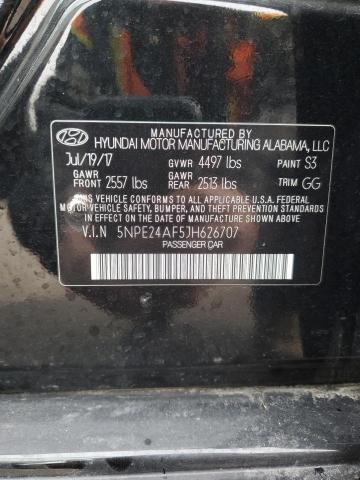 MANUFACTURED BY
HYUNDAI MOTOR MANUFACTURING ALABAMA, LLC
Jul/19/17 GVWR 4497 lbs PAINT S3
GAWR FRONT 2557 lbs GAWR REAR 2513 lbs TRIM GG
THIS VEHICLE CONFORMS TO ALL APPLICABLE U.S.A. FEDERAL
MOTOR VEHICLE SAFETY, BUMPER, AND THEFT PREVENTION STANDARDS
IN EFFECT ON THE DATE OF MANUFACTURE SHOWN ABOVE.
V.I.N 5NPE24AF5JH626707
PASSENGER CAR